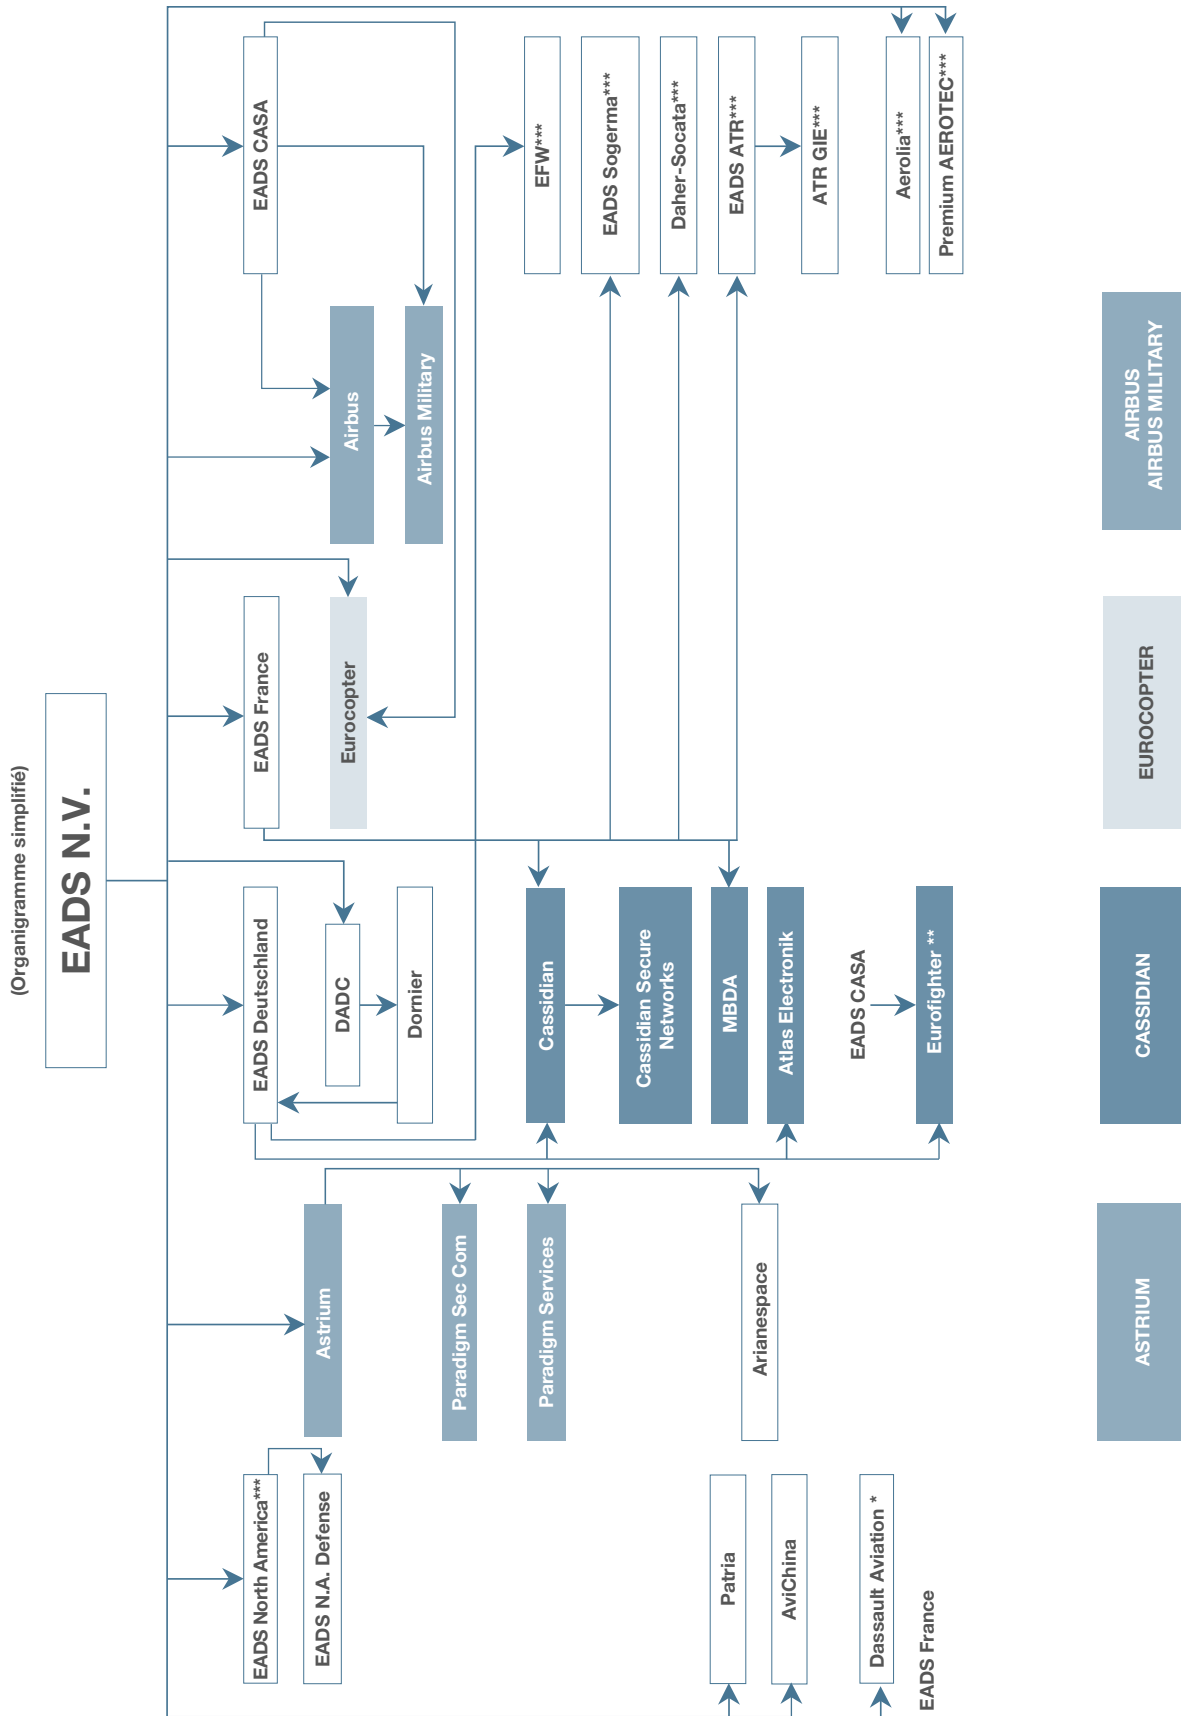 (Organigramme simplifié)
EADS N.V.
EADS North America***
EADS N.A. Defense
Patria
AviChina
Dassault Aviation *
EADS France
Astrium
Paradigm Sec Com
Paradigm Services
Arianespace
EADS Deutschland
DADC
Dornier
Cassidian
Cassidian Secure
Networks
MBDA
Atlas Electronik
EADS CASA
Eurofighter **
EADS France
Eurocopter
Airbus
Airbus Military
EADS CASA
EFW***
EADS Sogerma***
Daher-Socata***
EADS ATR***
ATR GIE***
Aerolia***
Premium AEROTEC***
ASTRIUM
CASSIDIAN
EUROCOPTER
AIRBUS
AIRBUS MILITARY